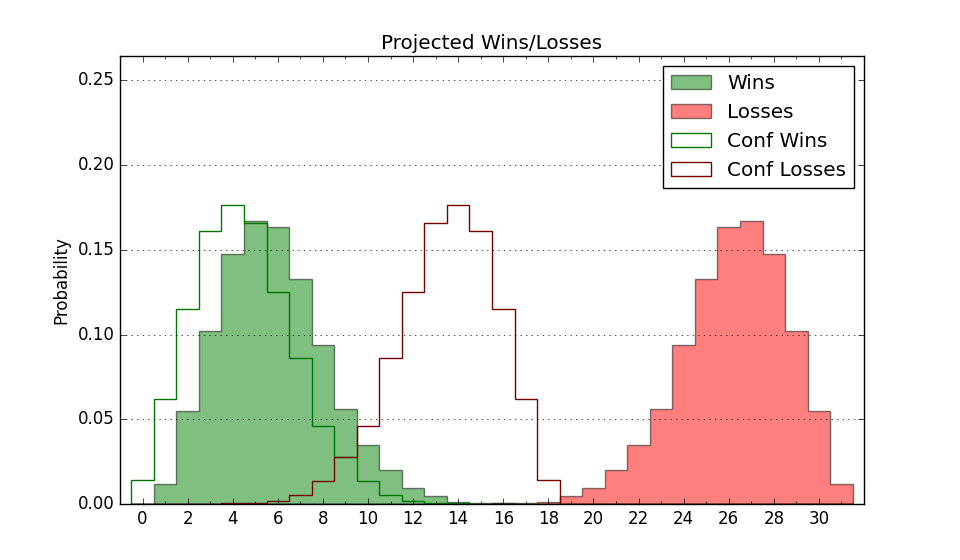 Projected Wins/Losses
0.25
0.20
0.15
0.10
0.05
0.00
Probability
Wins
Losses
Conf Wins
Conf Losses
0 2 4 6 8 10 12 14 16 18 20 22 24 26 28 30